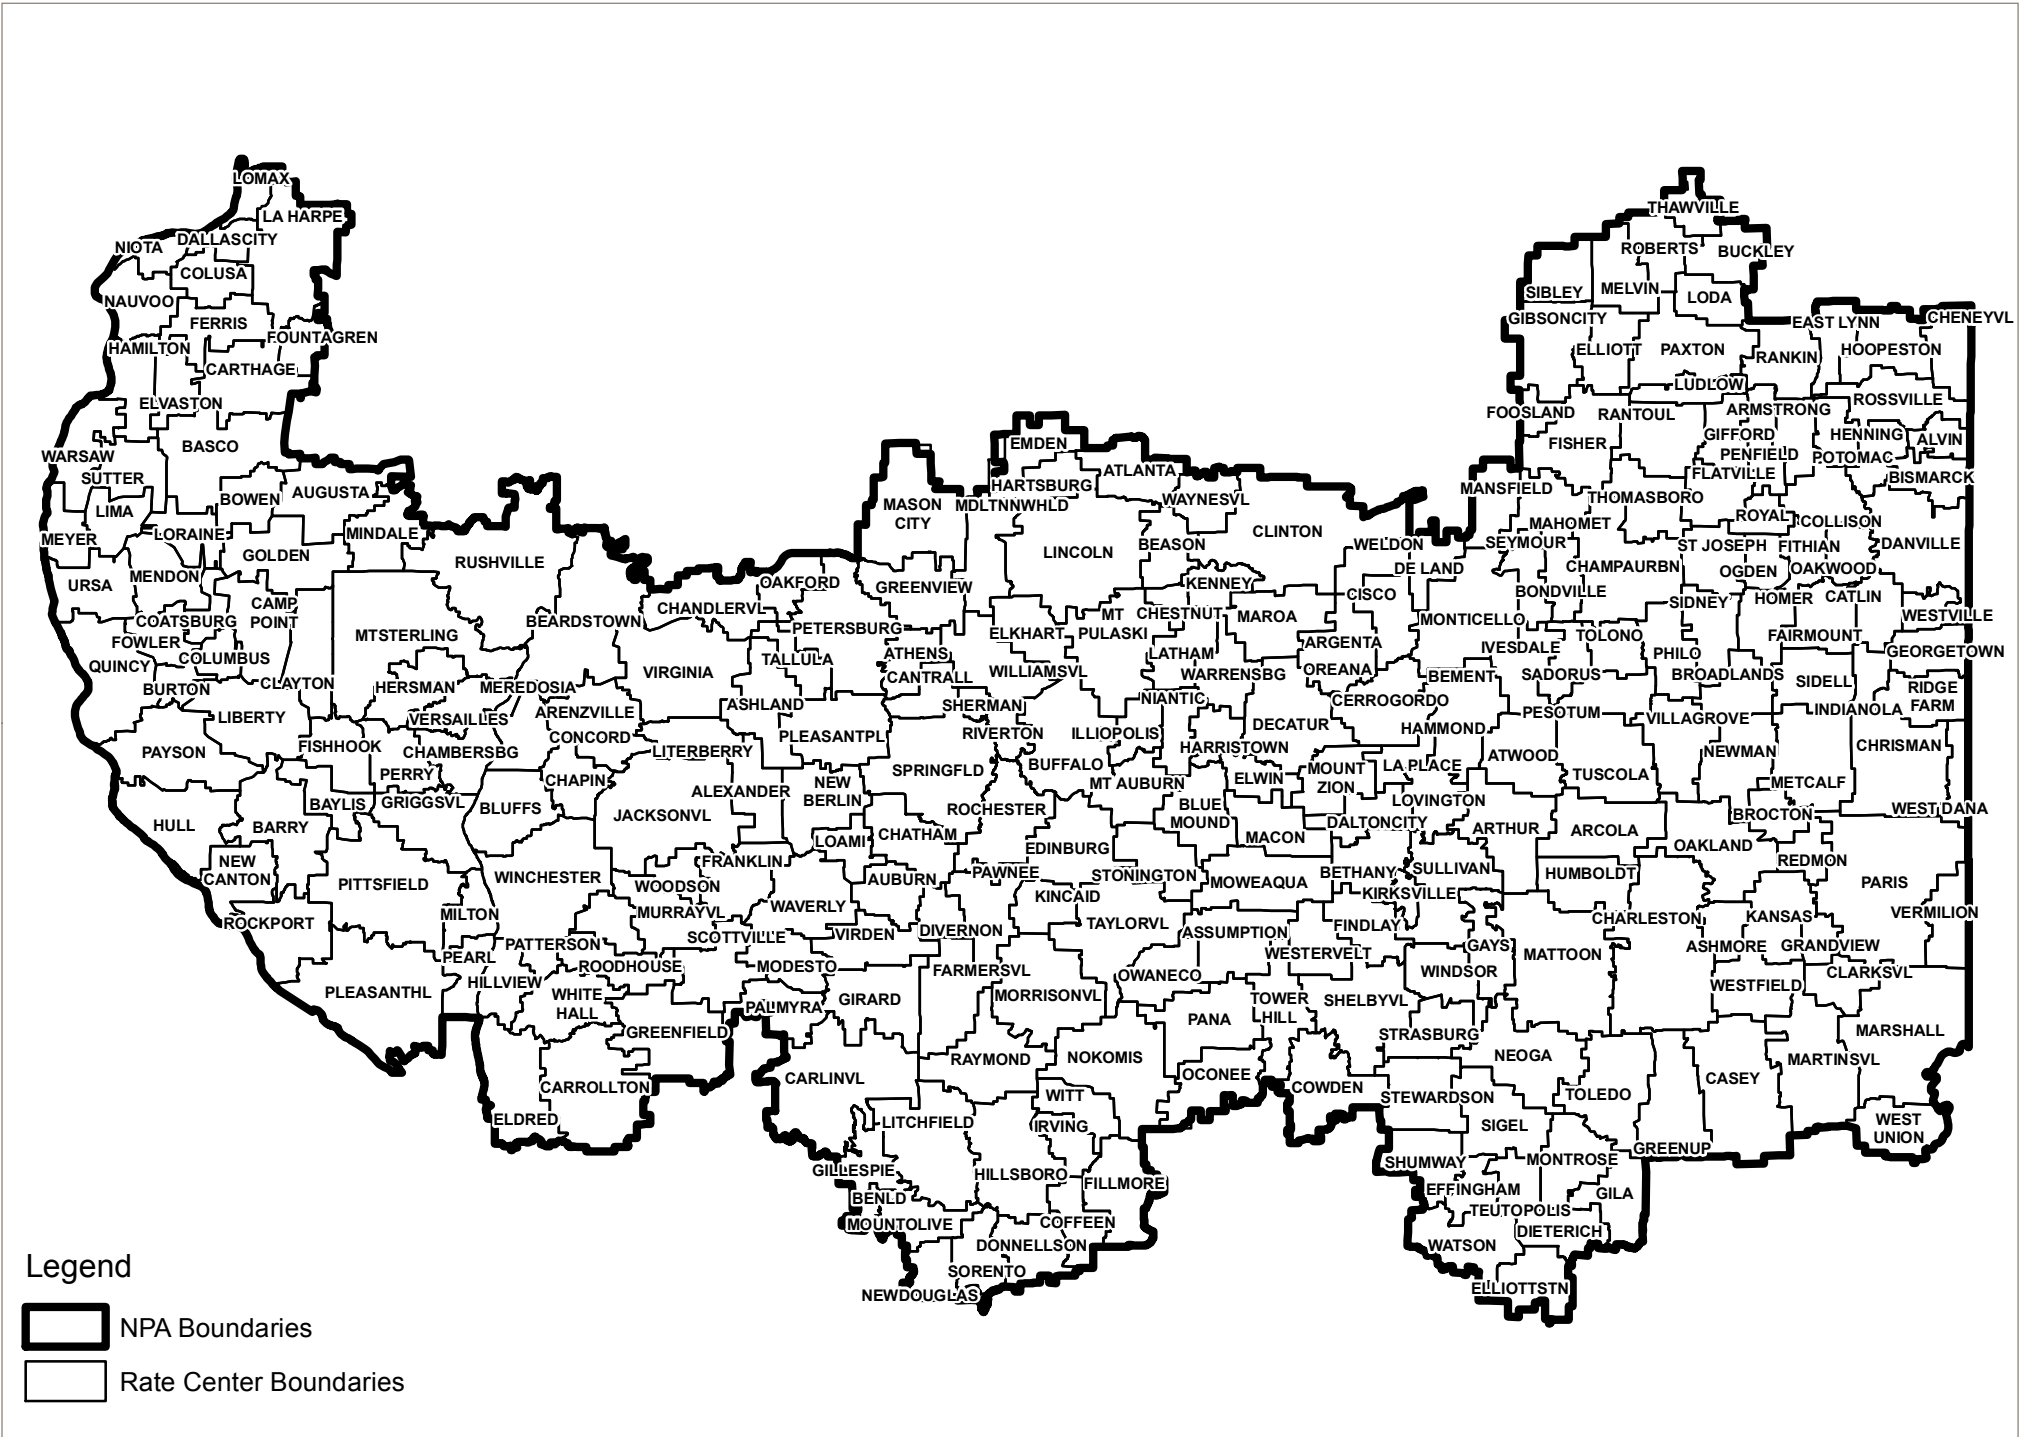 LOMAX
LA HARPE
DALLASCITY
NIOTA
COLUSA
NAUVOO
FERRIS
FOUNTAGREN
HAMILTON
CARTHAGE
ELVASTON
BASCO
WARSAW
SUTTER
BOWEN
AUGUSTA
LIMA
LORAINE
MINDALE
MEYER
GOLDEN
URSA
MENDON
CAMP
POINT
COATSBURG
FOWLER
QUINCY
COLUMBUS
CLAYTON
BURTON
LIBERTY
PAYSON
FISHHOOK
HULL
BARRY
BAYLIS
NEW
CANTON
PITTSFIELD
ROCKPORT
PLEASANTHL
RUSHVILLE
MTSTERLING
HERSMAN
VERSAILLES
CHAMBERSBG
PERRY
GRIGGSVL
MEREDOSIA
BEARDSTOWN
ARENZVILLE
CONCORD
CHAPIN
BLUFFS
WINCHESTER
MILTON
PEARL
PATTERSON
HILLVIEW
WHITE
HALL
ROODHOUSE
GREENFIELD
CARROLLTON
ELDRED
CHANDLERVL
OAKFORD
PETERSBURG
VIRGINIA
TALLULA
ASHLAND
LITERBERRY
PLEASANTPL
ALEXANDER
JACKSONVL
NEW
BERLIN
LOAMI
FRANKLIN
WOODSON
MURRAYVL
WAVERLY
SCOTTVILLE
MODESTO
PALMYRA
VIRDEN
GIRARD
CARLINVL
MASON
CITY
GREENVIEW
ATHENS
CANTRALL
SHERMAN
RIVERTON
SPRINGFLD
ROCHESTER
CHATHAM
AUBURN
PAWNEE
DIVERNON
FARMERSVL
MORRISONVL
RAYMOND
LITCHFIELD
GILLESPIE
BENLD
MOUNTOLIVE
NEWDOUGLAS
SORENTO
DONNELLSON
COFFEEN
HILLSBORO
FILLMORE
IRVING
WITT
NOKOMIS
EMDEN
HARTSBURG
MDLTNNWHLD
ATLANTA
WAYNESVL
LINCOLN
BEASON
CLINTON
KENNEY
CHESTNUT
MT
PULASKI
ELKHART
WILLIAMSVL
LATHAM
WARRENSBG
MAROA
NIANTIC
ILLIOPOLIS
BUFFALO
MT AUBURN
HARRISTOWN
DECATUR
ELWIN
BLUE
MOUND
MACON
EDINBURG
STONINGTON
MOWEAQUA
KINCAID
TAYLORVL
ASSUMPTION
OWANECO
WESTERVELT
PANA
TOWER
HILL
OCONEE
COWDEN
WELDON
DE LAND
CISCO
MONTICELLO
ARGENTA
OREANA
CERROGORDO
BEMENT
HAMMOND
LA PLACE
MOUNT
ZION
LOVINGTON
DALTONCITY
BETHANY
SULLIVAN
KIRKSVILLE
FINDLAY
ARTHUR
ATWOOD
WINDSOR
GAYS
SHELBYVL
STRASBURG
STEWARDSON
SHUMWAY
EFFINGHAM
TEUTOPOLIS
WATSON
ELLIOTTSTN
DIETERICH
GILA
MONTROSE
SIGEL
NEOGA
TOLEDO
GREENUP
CASEY
MARTINSVL
MARSHALL
WEST
UNION
THAWVILLE
ROBERTS
BUCKLEY
SIBLEY
MELVIN
LODA
GIBSONCITY
ELLIOTT
PAXTON
RANKIN
EAST LYNN
CHENEYVL
HOOPESTON
LUDLOW
ROSSVILLE
FOOSLAND
RANTOUL
ARMSTRONG
FISHER
GIFFORD
PENFIELD
HENNING
ALVIN
POTOMAC
FLATVILLE
BISMARCK
MANSFIELD
THOMASBORO
MAHOMET
ROYAL
COLLISON
SEYMOUR
ST JOSEPH
FITHIAN
DANVILLE
CHAMPAURBN
OGDEN
OAKWOOD
BONDVILLE
SIDNEY
HOMER
CATLIN
WESTVILLE
IVESDALE
TOLONO
PHILO
FAIRMOUNT
GEORGETOWN
SADORUS
BROADLANDS
SIDELL
RIDGE
FARM
PESOTUM
VILLAGROVE
INDIANOLA
NEWMAN
CHRISMAN
TUSCOLA
METCALF
BROCTON
WEST DANA
ARCOLA
OAKLAND
REDMON
HUMBOLDT
PARIS
CHARLESTON
KANSAS
VERMILION
MATTOON
ASHMORE
GRANDVIEW
WESTFIELD
CLARKSVL
Legend
NPA Boundaries
Rate Center Boundaries